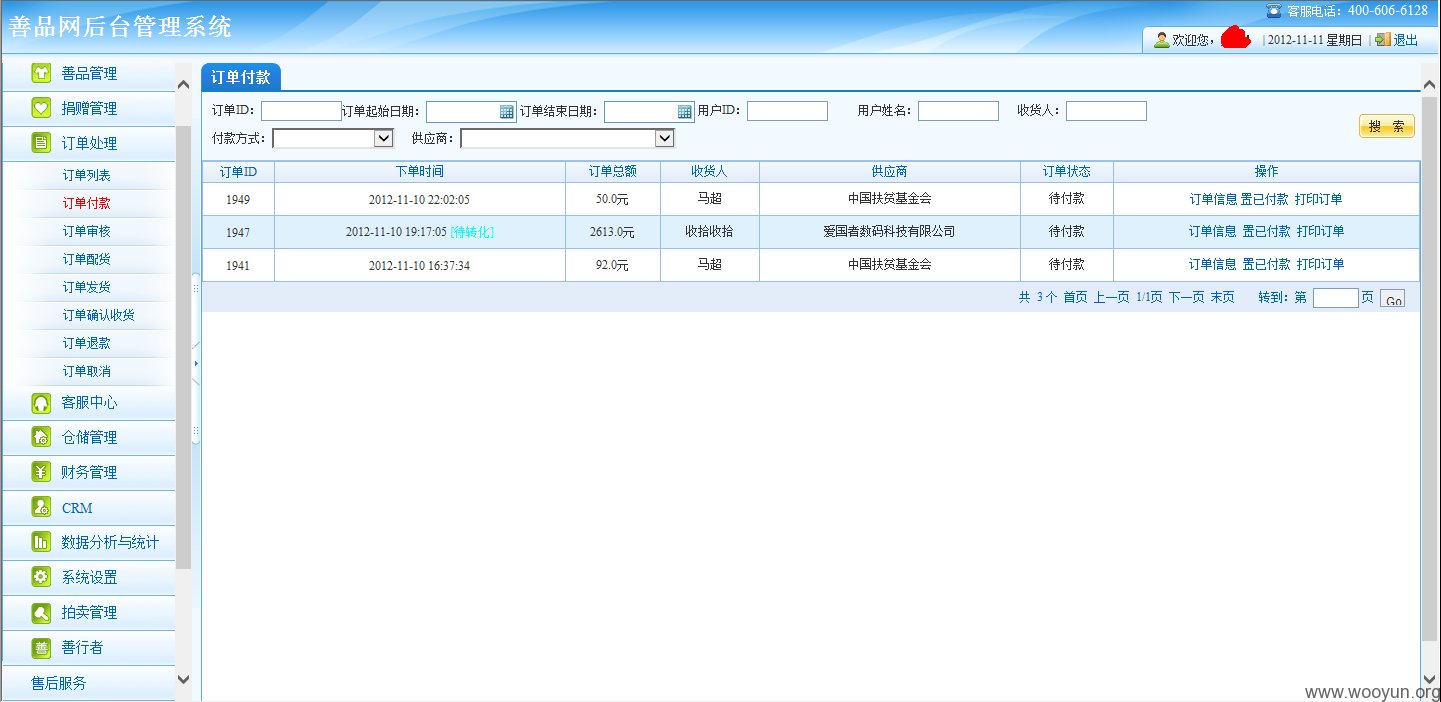 客服电话：400-606-6128
善品网后台管理系统
欢迎您， | 2012-11-11 星期日 | 退出
善品管理
捐赠管理
订单处理
订单列表
订单付款
订单审核
订单配货
订单发货
订单确认收货
订单退款
订单取消
客服中心
仓储管理
财务管理
CRM
数据分析与统计
系统设置
拍卖管理
善 善行者
售后服务
订单付款
订单ID： 订单起始日期： 订单结束日期： 用户ID： 用户姓名： 收货人：
付款方式： 供应商： 搜 索
订单ID 下单时间 订单总额 收货人 供应商 订单状态 操作
1949 2012-11-10 22:02:05 50.0元 马超 中国扶贫基金会 待付款 订单信息 置已付款 打印订单
1947 2012-11-10 19:17:05 [待转化] 2613.0元 收拾收拾 爱国者数码科技有限公司 待付款 订单信息 置已付款 打印订单
1941 2012-11-10 16:37:34 92.0元 马超 中国扶贫基金会 待付款 订单信息 置已付款 打印订单
共 3个 首页 上一页 1/1页 下一页 末页 转到：第 页 Go
www.wooyun.org